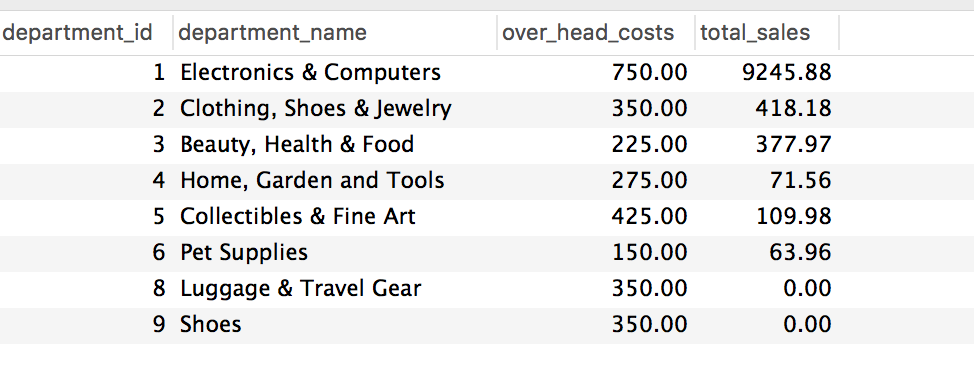 department_id department_name over_head_costs total_sales
1 Electronics & Computers 750.00 9245.88
2 Clothing, Shoes & Jewelry 350.00 418.18
3 Beauty, Health & Food 225.00 377.97
4 Home, Garden and Tools 275.00 71.56
5 Collectibles & Fine Art 425.00 109.98
6 Pet Supplies 150.00 63.96
8 Luggage & Travel Gear 350.00 0.00
9 Shoes 350.00 0.00